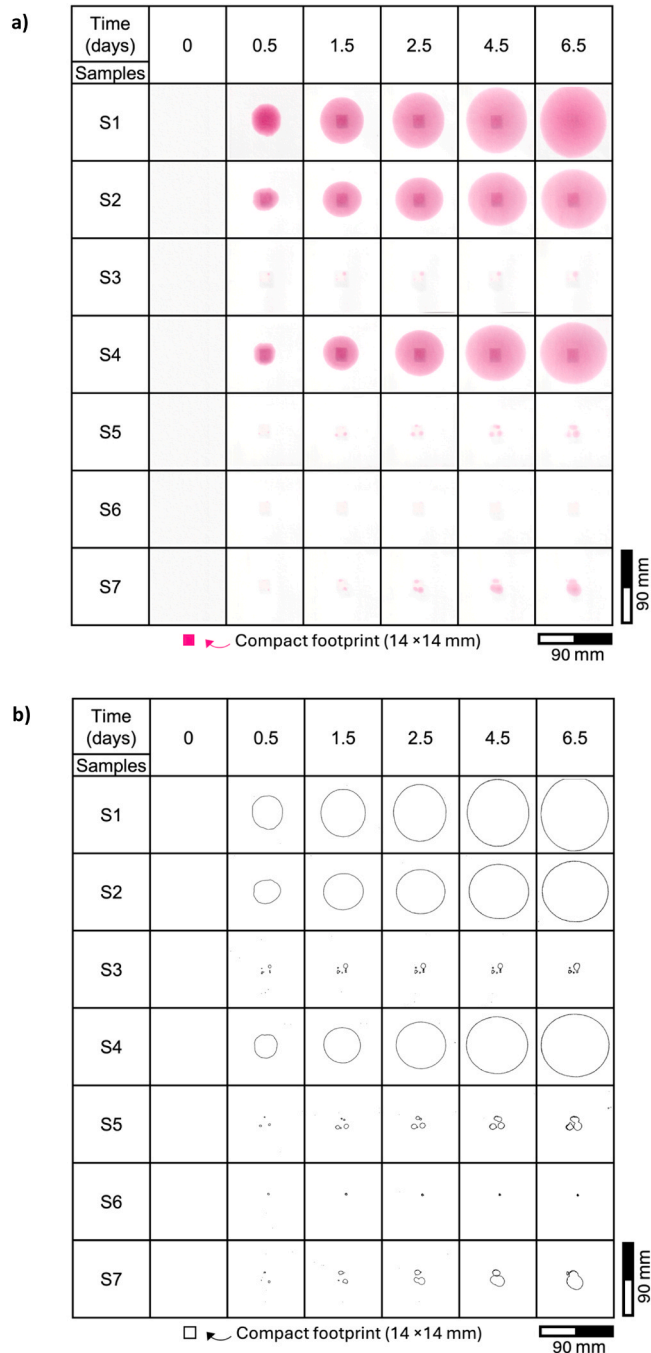 a)
Time (days) 0 0.5 1.5 2.5 4.5 6.5
Samples
S1
S2
S3
S4
S5
S6
S7
90 mm
Compact footprint (14 ×14 mm)
90 mm
b)
Time (days) 0 0.5 1.5 2.5 4.5 6.5
Samples
S1
S2
S3
S4
S5
S6
S7
90 mm
Compact footprint (14 ×14 mm)
90 mm